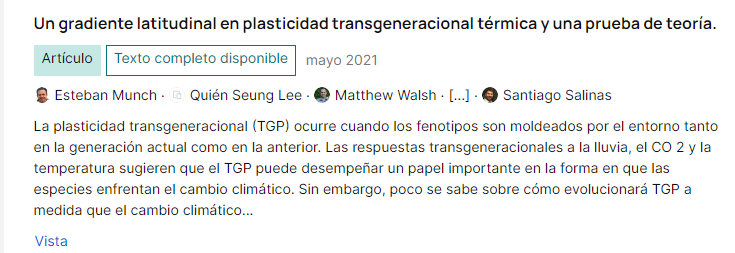 Un gradiente latitudinal en plasticidad transgeneracional térmica y una prueba de teoría.
Artículo Texto completo disponible mayo 2021
Esteban Munch · Quién Seung Lee · Matthew Walsh · [...] · Santiago Salinas
La plasticidad transgeneracional (TGP) ocurre cuando los fenotipos son moldeados por el entorno tanto
en la generación actual como en la anterior. Las respuestas transgeneracionales a la lluvia, el CO 2 y la
temperatura sugieren que el TGP puede desempeñar un papel importante en la forma en que las
especies enfrentan el cambio climático. Sin embargo, poco se sabe sobre cómo evolucionará TGP a
medida que el cambio climático...
Vista